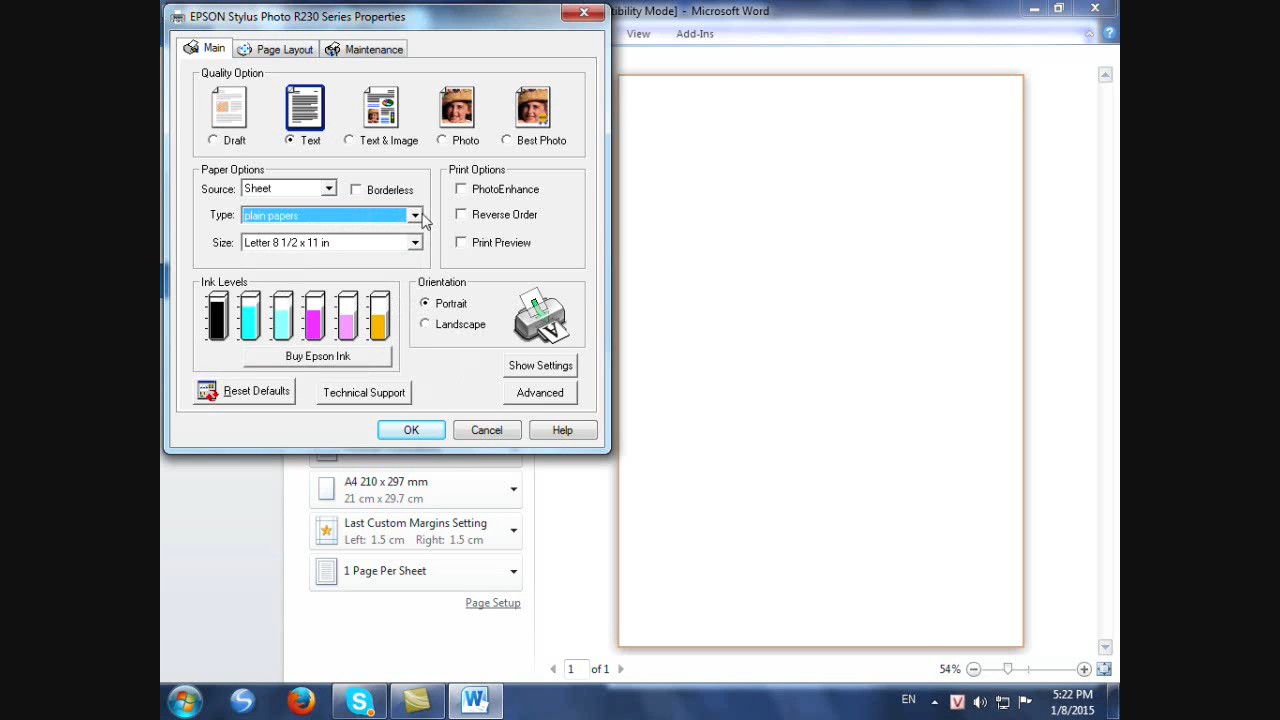 EPSON Stylus Photo R230 Series Properties
ibility Mode] - Microsoft Word
View Add-Ins
Main Page Layout Maintenance
Quality Option
Draft Text Text & Image Photo Best Photo
Paper Options
Source: Sheet Borderless
Type: plain papers
Size: Letter 8 1/2 x 11 in
Print Options
PhotoEnhance
Reverse Order
Print Preview
Ink Levels
Buy Epson Ink
Orientation
Portrait
Landscape
Show Settings
Reset Defaults Technical Support Advanced
OK Cancel Help
A4 210 x 297 mm
21 cm x 29.7 cm
Last Custom Margins Setting
Left: 1.5 cm Right: 1.5 cm
1 Page Per Sheet
Page Setup
1 of 1 54%
EN 5:22 PM
1/8/2015